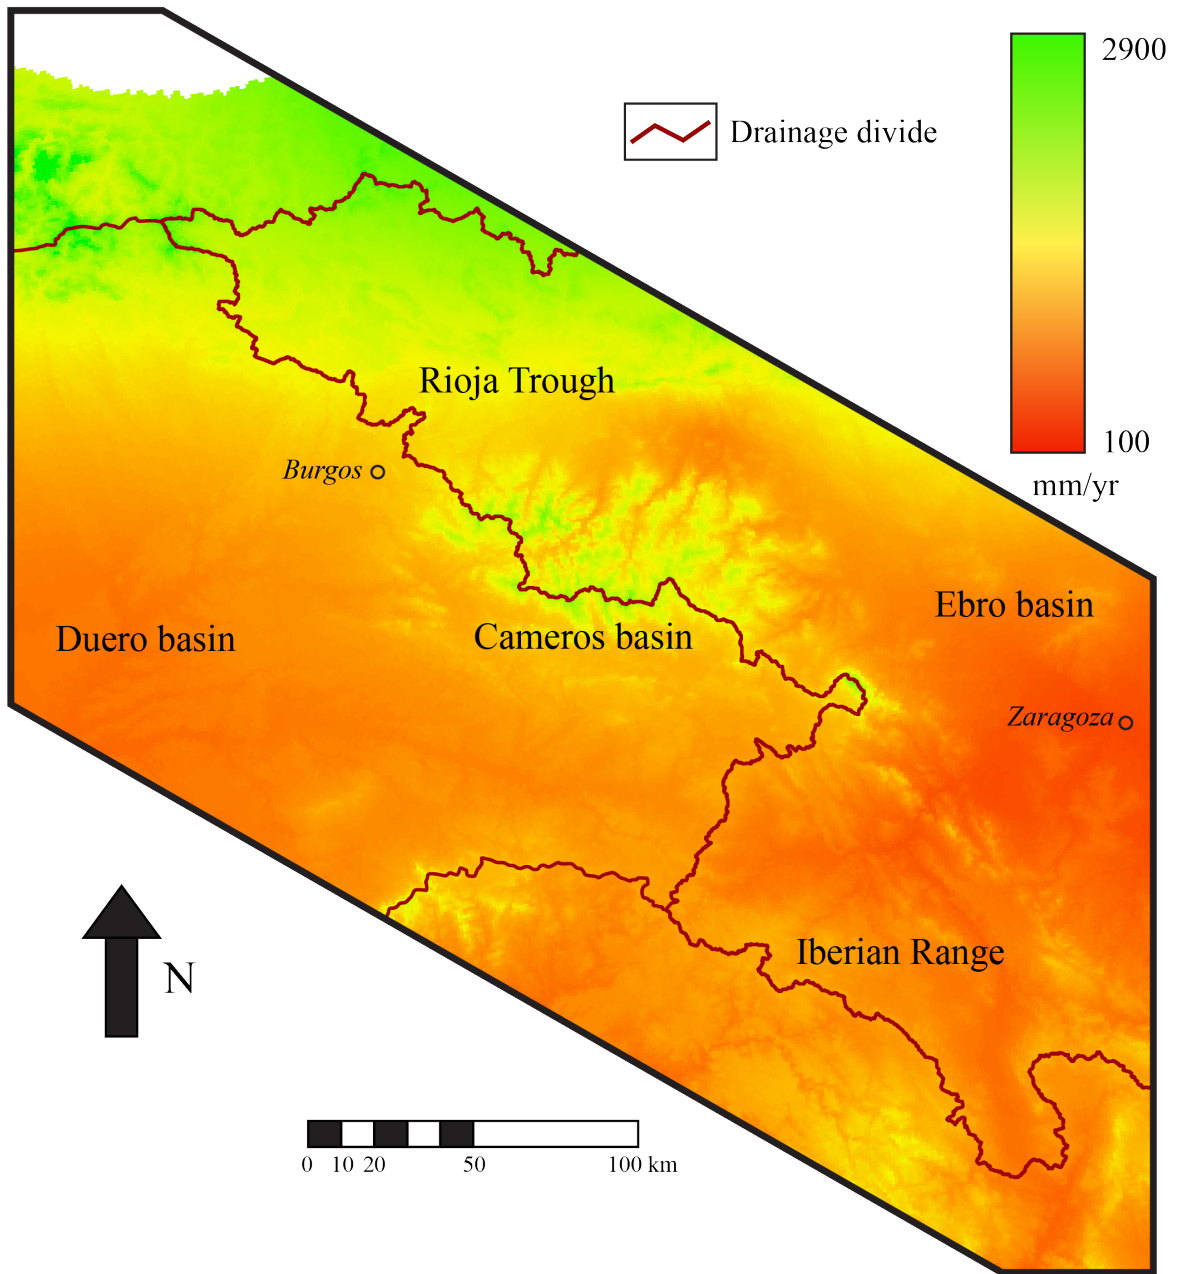 2900
Drainage divide
Rioja Trough
100
Burgos
mm/yr
Ebro basin
Duero basin
Cameros basin
Zaragoza
Iberian Range
N
0 10 20 50 100 km